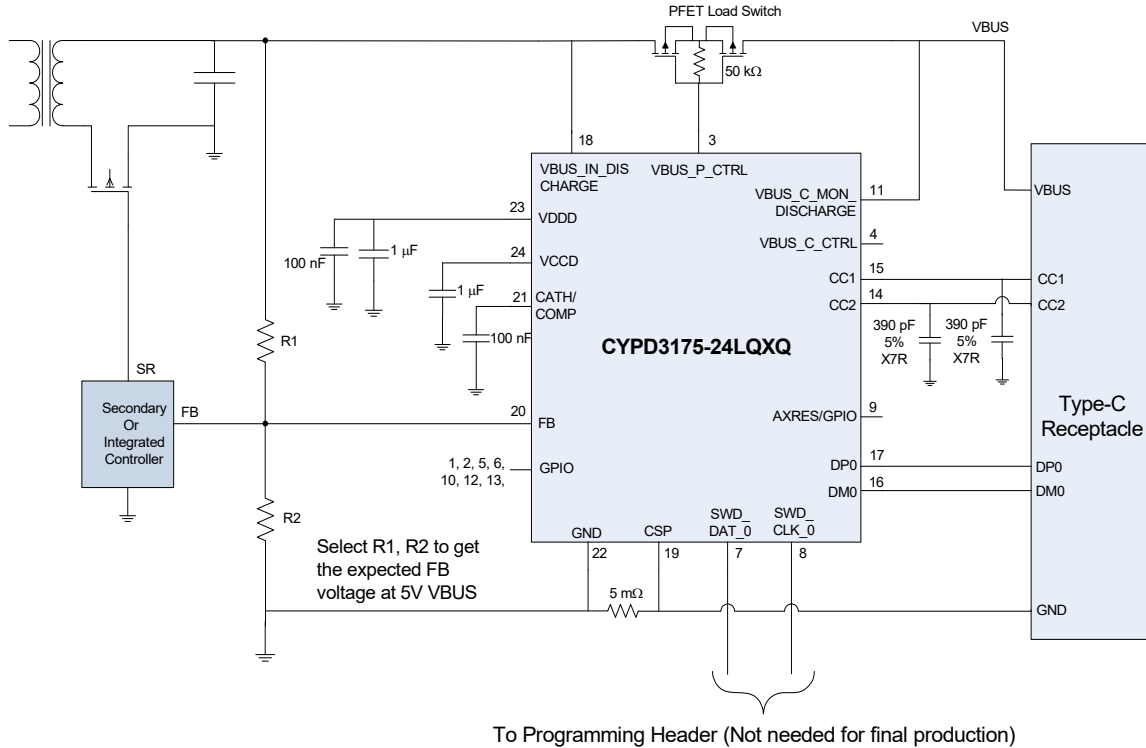 PFET Load Switch
VBUS
50 kΩ
18
3
VBUS_IN_DIS
CHARGE
VBUS_P_CTRL
VBUS_C_MON_
DISCHARGE
11
VBUS
23
VDDD
VBUS_C_CTRL
4
100 nF
1 μF
24
VCCD
15
CC1
CC1
1 μF
21
CATH/
COMP
14
CC2
CC2
100 nF
CYPD3175-24LQXQ
390 pF
5%
X7R
390 pF
5%
X7R
R1
SR
Type-C
Receptacle
Secondary
Or
Integrated
Controller
FB
20
FB
AXRES/GPIO
9
1, 2, 5, 6,
10, 12, 13,
GPIO
17
DP0
DP0
16
DM0
DM0
R2
GND
CSP
SWD_
DAT_0
SWD_
CLK_0
22
19
7
8
Select R1, R2 to get
the expected FB
voltage at 5V VBUS
5 mΩ
GND
To Programming Header (Not needed for final production)